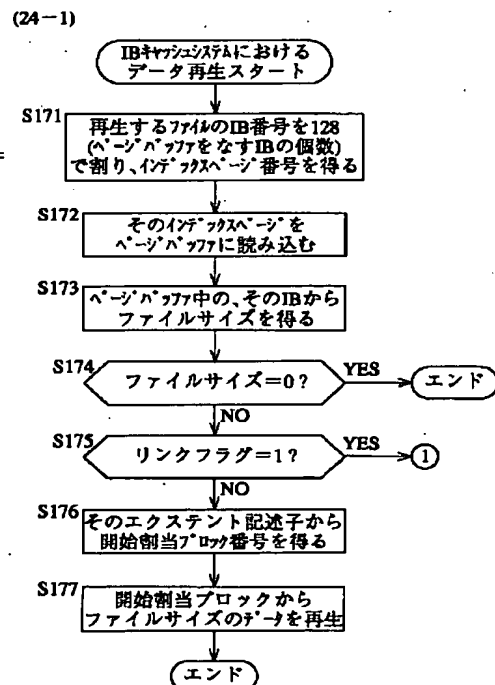 (24-1)
IBキャッシュシステムにおける
データ再生スタート
S171
再生するファイルのIB番号を128
(ページバッファをなすIBの個数)
で割り、インデックスページ番号を得る
S172
そのインデックスページを
ページバッファに読み込む
S173
ページバッファ中の、そのIBから
ファイルサイズを得る
S174
ファイルサイズ=0?
YES
エンド
NO
S175
リンクフラグ=1?
YES
①
NO
S176
そのエクステント記述子から
開始割当ブロック番号を得る
S177
開始割当ブロックから
ファイルサイズのデータを再生
エンド